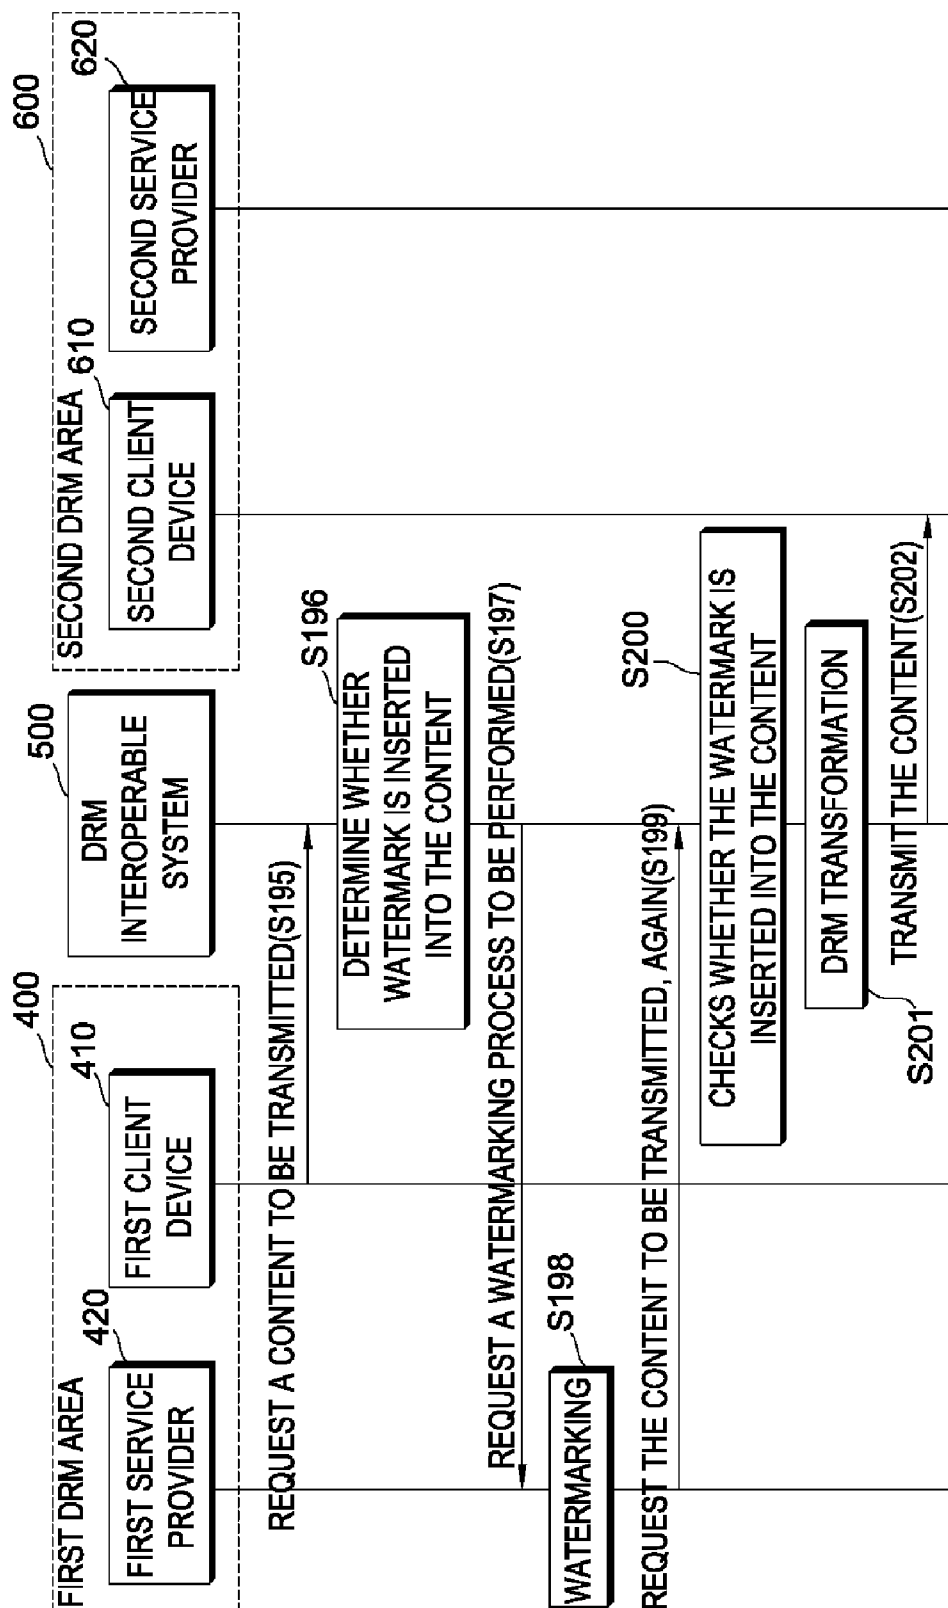 FIRST DRM AREA
400
420
FIRST SERVICE
PROVIDER
410
FIRST CLIENT
DEVICE
500
DRM
INTEROPERABLE
SYSTEM
SECOND DRM AREA
600
610
SECOND CLIENT
DEVICE
620
SECOND SERVICE
PROVIDER
REQUEST A CONTENT TO BE TRANSMITTED(S195)
S196
DETERMINE WHETHER
WATERMARK IS INSERTED
INTO THE CONTENT
REQUEST A WATERMARKING PROCESS TO BE PERFORMED(S197)
S198
WATERMARKING
REQUEST THE CONTENT TO BE TRANSMITTED, AGAIN(S199)
S200
CHECKS WHETHER THE WATERMARK IS
INSERTED INTO THE CONTENT
DRM TRANSFORMATION
S201
TRANSMIT THE CONTENT(S202)